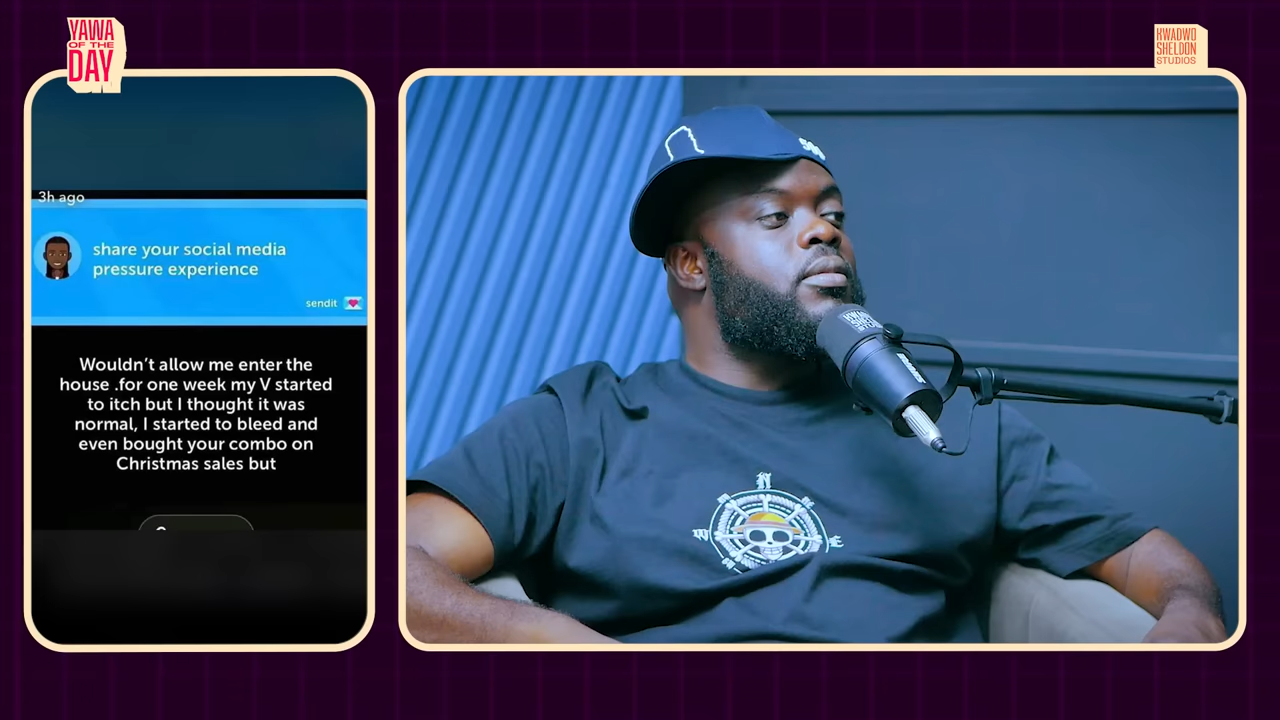 YAWA
OF THE
DAY
KWADWO
SHELDON
STUDIOS
3h ago
share your social media
pressure experience
sendit
Wouldn’t allow me enter the
house .for one week my V started
to itch but I thought it was
normal, I started to bleed and
even bought your combo on
Christmas sales but
N
W
E